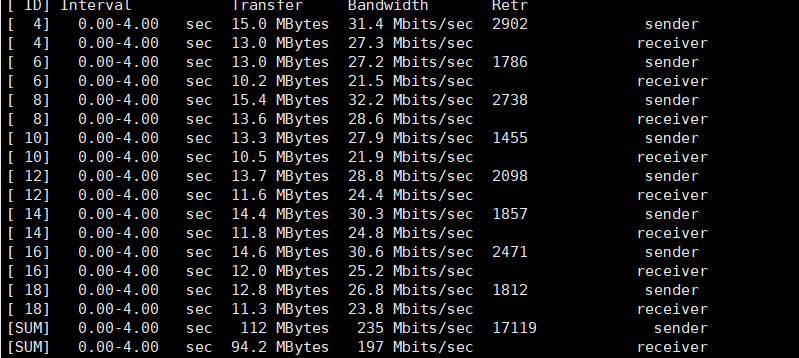 [ ID] Interval           Transfer     Bandwidth       Retr
[  4]   0.00-4.00   sec  15.0 MBytes  31.4 Mbits/sec  2902             sender
[  4]   0.00-4.00   sec  13.0 MBytes  27.3 Mbits/sec                  receiver
[  6]   0.00-4.00   sec  13.0 MBytes  27.2 Mbits/sec  1786             sender
[  6]   0.00-4.00   sec  10.2 MBytes  21.5 Mbits/sec                  receiver
[  8]   0.00-4.00   sec  15.4 MBytes  32.2 Mbits/sec  2738             sender
[  8]   0.00-4.00   sec  13.6 MBytes  28.6 Mbits/sec                  receiver
[ 10]   0.00-4.00   sec  13.3 MBytes  27.9 Mbits/sec  1455             sender
[ 10]   0.00-4.00   sec  10.5 MBytes  21.9 Mbits/sec                  receiver
[ 12]   0.00-4.00   sec  13.7 MBytes  28.8 Mbits/sec  2098             sender
[ 12]   0.00-4.00   sec  11.6 MBytes  24.4 Mbits/sec                  receiver
[ 14]   0.00-4.00   sec  14.4 MBytes  30.3 Mbits/sec  1857             sender
[ 14]   0.00-4.00   sec  11.8 MBytes  24.8 Mbits/sec                  receiver
[ 16]   0.00-4.00   sec  14.6 MBytes  30.6 Mbits/sec  2471             sender
[ 16]   0.00-4.00   sec  12.0 MBytes  25.2 Mbits/sec                  receiver
[ 18]   0.00-4.00   sec  12.8 MBytes  26.8 Mbits/sec  1812             sender
[ 18]   0.00-4.00   sec  11.3 MBytes  23.8 Mbits/sec                  receiver
[SUM]   0.00-4.00   sec   112 MBytes   235 Mbits/sec  17119             sender
[SUM]   0.00-4.00   sec  94.2 MBytes   197 Mbits/sec                  receiver